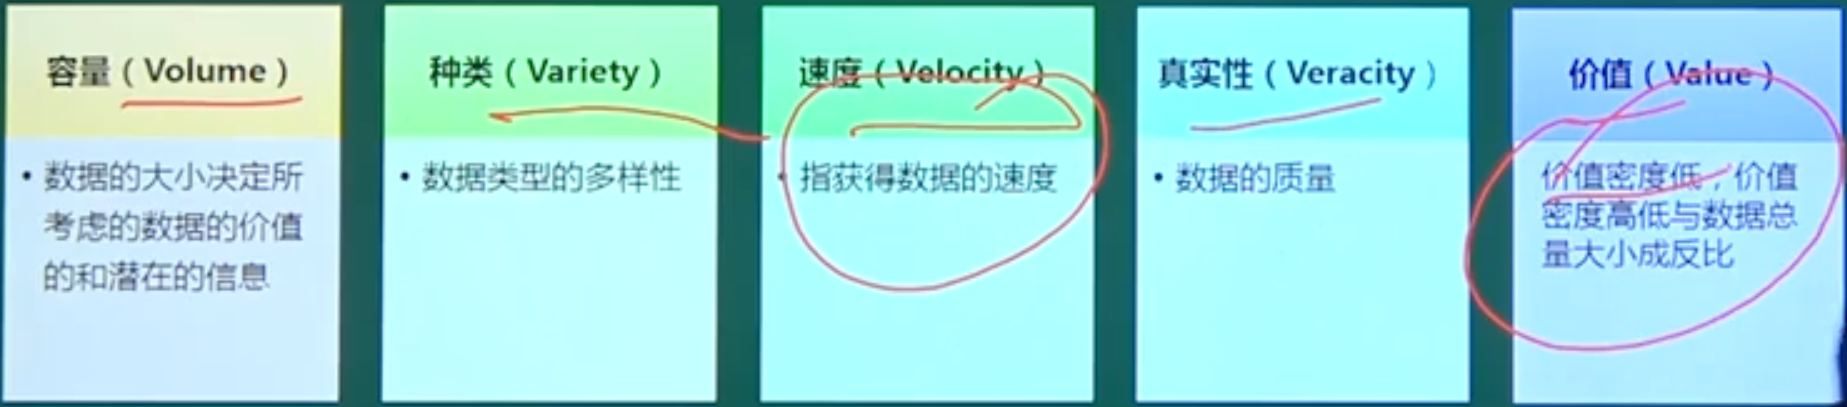 容量（Volume）
• 数据的大小决定所
考虑的数据的价值
的和潜在的信息
种类（Variety）
• 数据类型的多样性
速度（Velocity）
• 指获得数据的速度
真实性（Veracity）
• 数据的质量
价值（Value）
价值密度低，价值
密度高低与数据总
量大小成反比